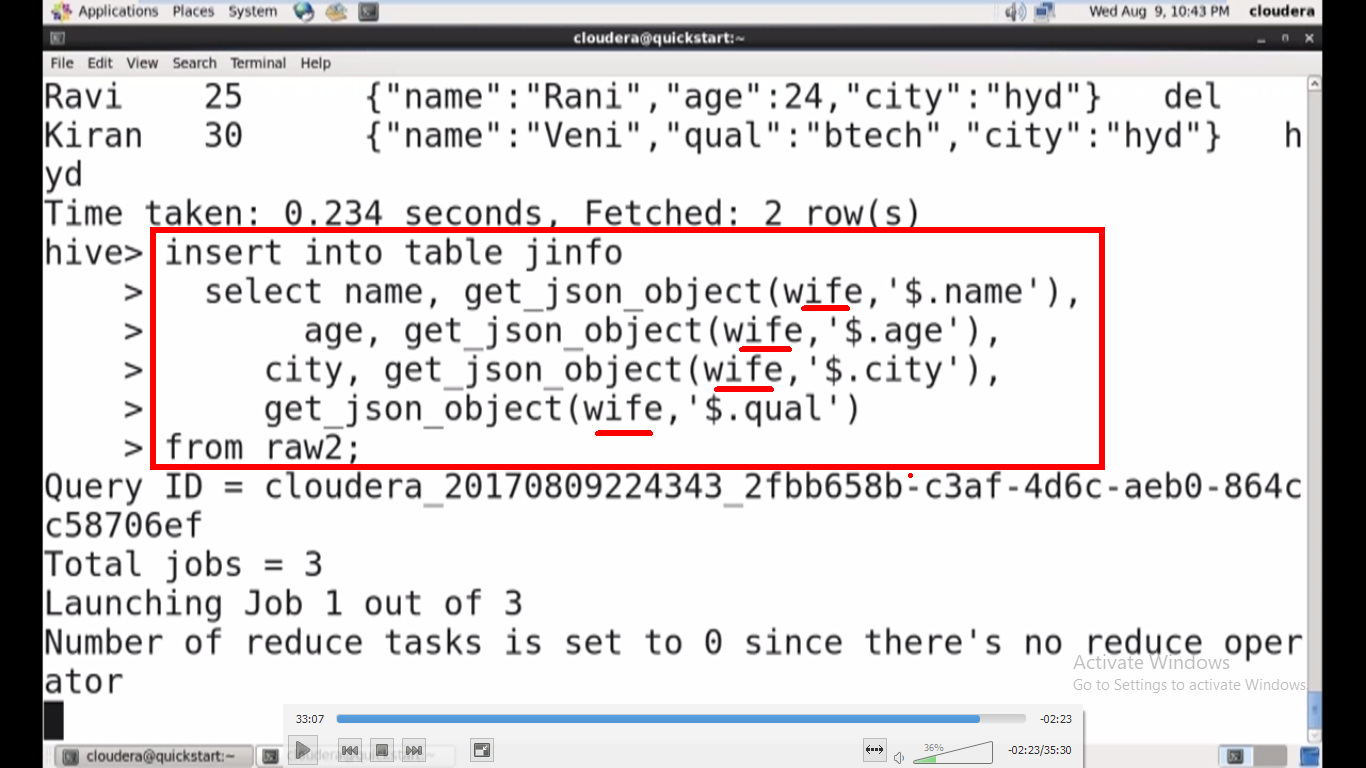 Applications Places System
Wed Aug 9, 10:43 PM cloudera
cloudera@quickstart:~
File Edit View Search Terminal Help
Ravi 25 {"name":"Rani","age":24,"city":"hyd"} del
Kiran 30 {"name":"Veni","qual":"btech","city":"hyd"} h
yd
Time taken: 0.234 seconds, Fetched: 2 row(s)
hive> insert into table jinfo
> select name, get_json_object(wife,'$.name'),
> age, get_json_object(wife,'$.age'),
> city, get_json_object(wife,'$.city'),
> get_json_object(wife,'$.qual')
> from raw2;
Query ID = cloudera_20170809224343_2fbb658b-c3af-4d6c-aeb0-864c
c58706ef
Total jobs = 3
Launching Job 1 out of 3
Number of reduce tasks is set to 0 since there's no reduce oper
ator
Activate Windows
Go to Settings to activate Windows
33:07 -02:23
36% -02:23/35:30
cloudera@quickstart:~ cloudera@quickstart:~